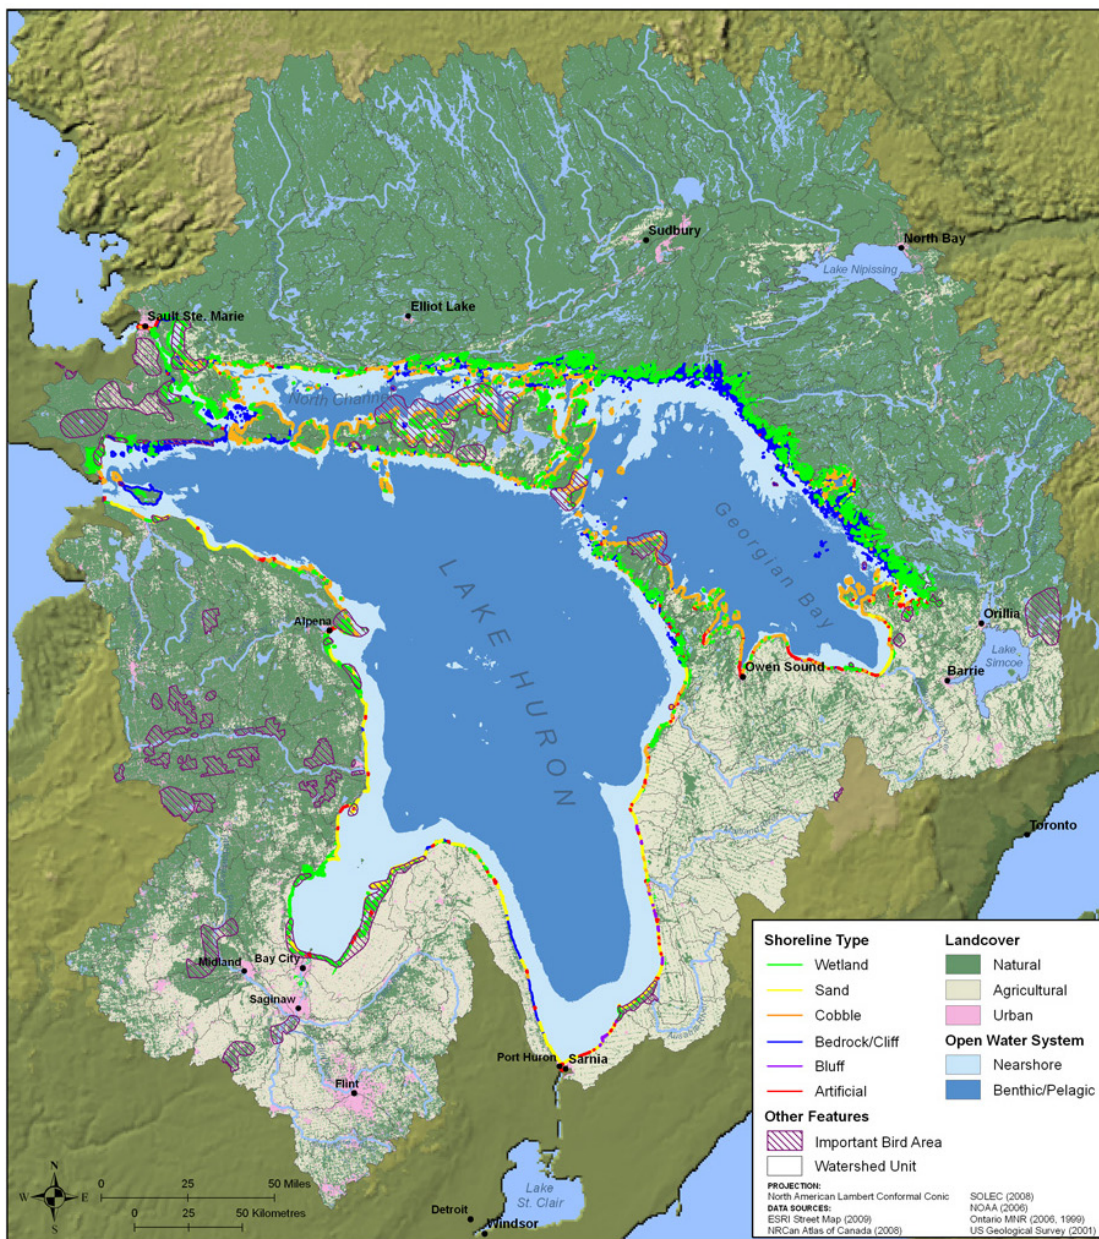 Sudbury
North Bay
Lake Nipissing
Elliot Lake
Sault Ste. Marie
North Channel
Georgian Bay
LAKE HURON
Alpena
Orillia
Lake
Simcoe
Owen Sound
Barrie
Toronto
Midland
Bay City
Saginaw
Flint
Port Huron
Sarnia
Lake
St. Clair
Detroit
Windsor
N
W
E
S
0 25 50 Miles
0 25 50 Kilometres
Shoreline Type
Wetland
Sand
Cobble
Bedrock/Cliff
Bluff
Artificial
Other Features
Important Bird Area
Watershed Unit
Landcover
Natural
Agricultural
Urban
Open Water System
Nearshore
Benthic/Pelagic
PROJECTION:
North American Lambert Conformal Conic
DATA SOURCES:
ESRI Street Map (2009)
NRCan Atlas of Canada (2008)
SOLEC (2008)
NOAA (2006)
Ontario MNR (2006, 1999)
US Geological Survey (2001)